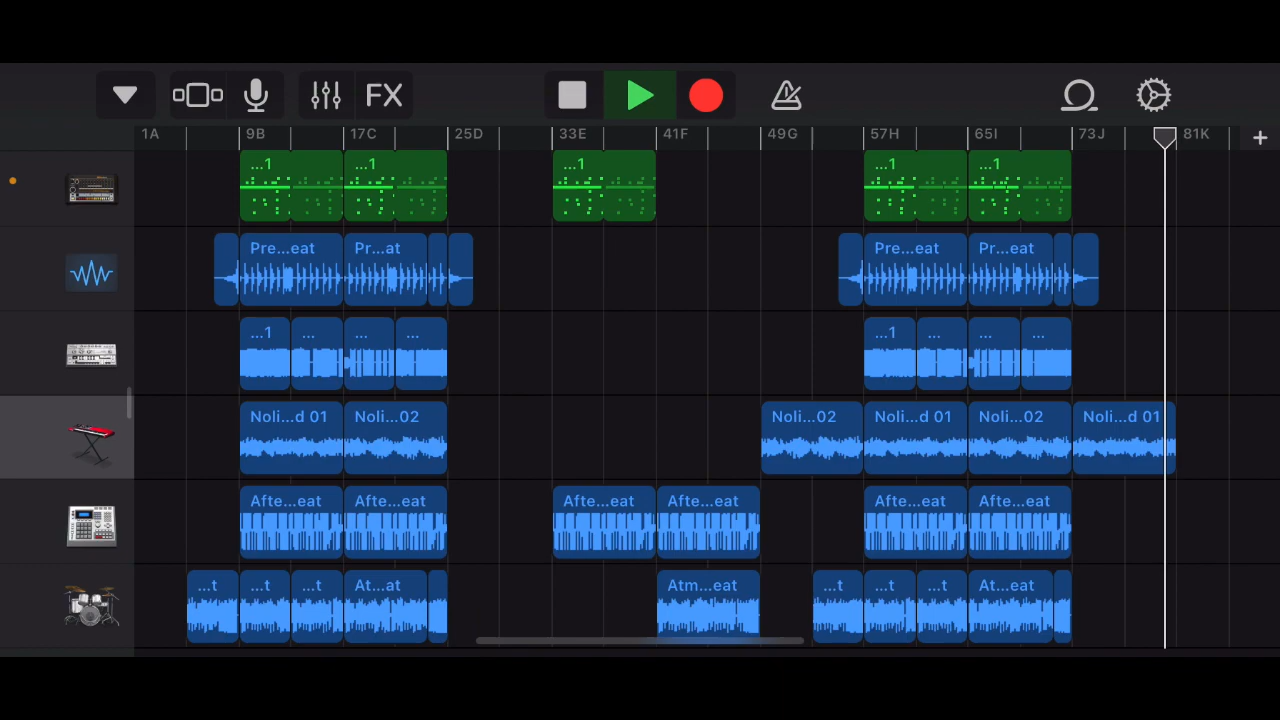 FX
1A 9B 17C 25D 33E 41F 49G 57H 65I 73J 81K
...1 ...1 ...1 ...1 ...1
Pre...eat Pr...at Pre...eat Pr...eat
...1 ... ... ... ...1 ... ... ...
Noli...d 01 Noli...02 Noli...02 Noli...d 01 Noli...02 Noli...d 01
Afte...eat Afte...eat Afte...eat Afte...eat Afte...eat Afte...eat
...t ...t ...t At...at Atm...eat ...t ...t ...t At...eat